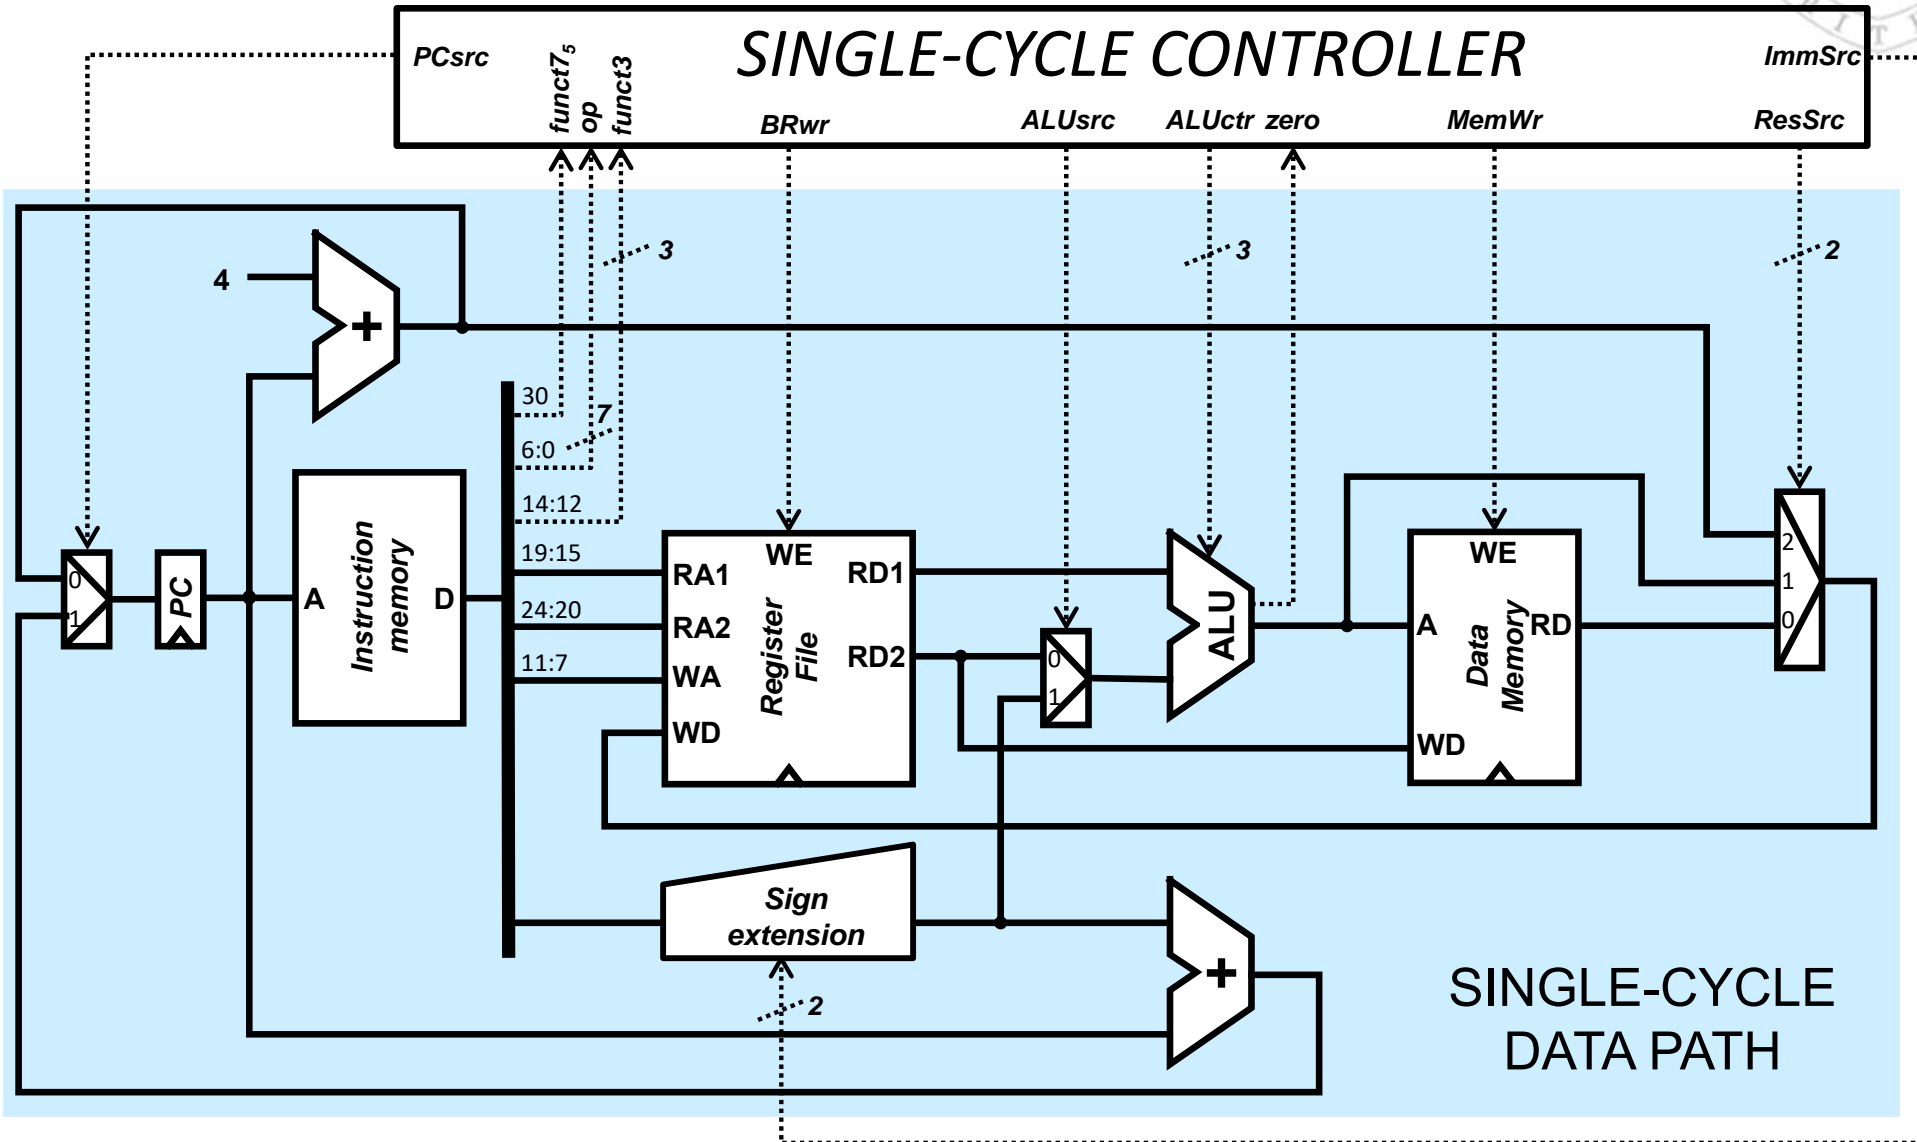 SINGLE-CYCLE CONTROLLER
PCsrc
funct7₅
op
funct3
BRwr
ALUsrc
ALUctr
zero
MemWr
ImmSrc
ResSrc
3
3
2
4
+
30
6:0
7
14:12
19:15
24:20
11:7
0
1
PC
A
Instruction
memory
D
RA1
RA2
WA
WD
WE
Register
File
RD1
RD2
0
1
ALU
A
WE
Data
Memory
RD
WD
2
1
0
Sign
extension
2
+
SINGLE-CYCLE
DATA PATH